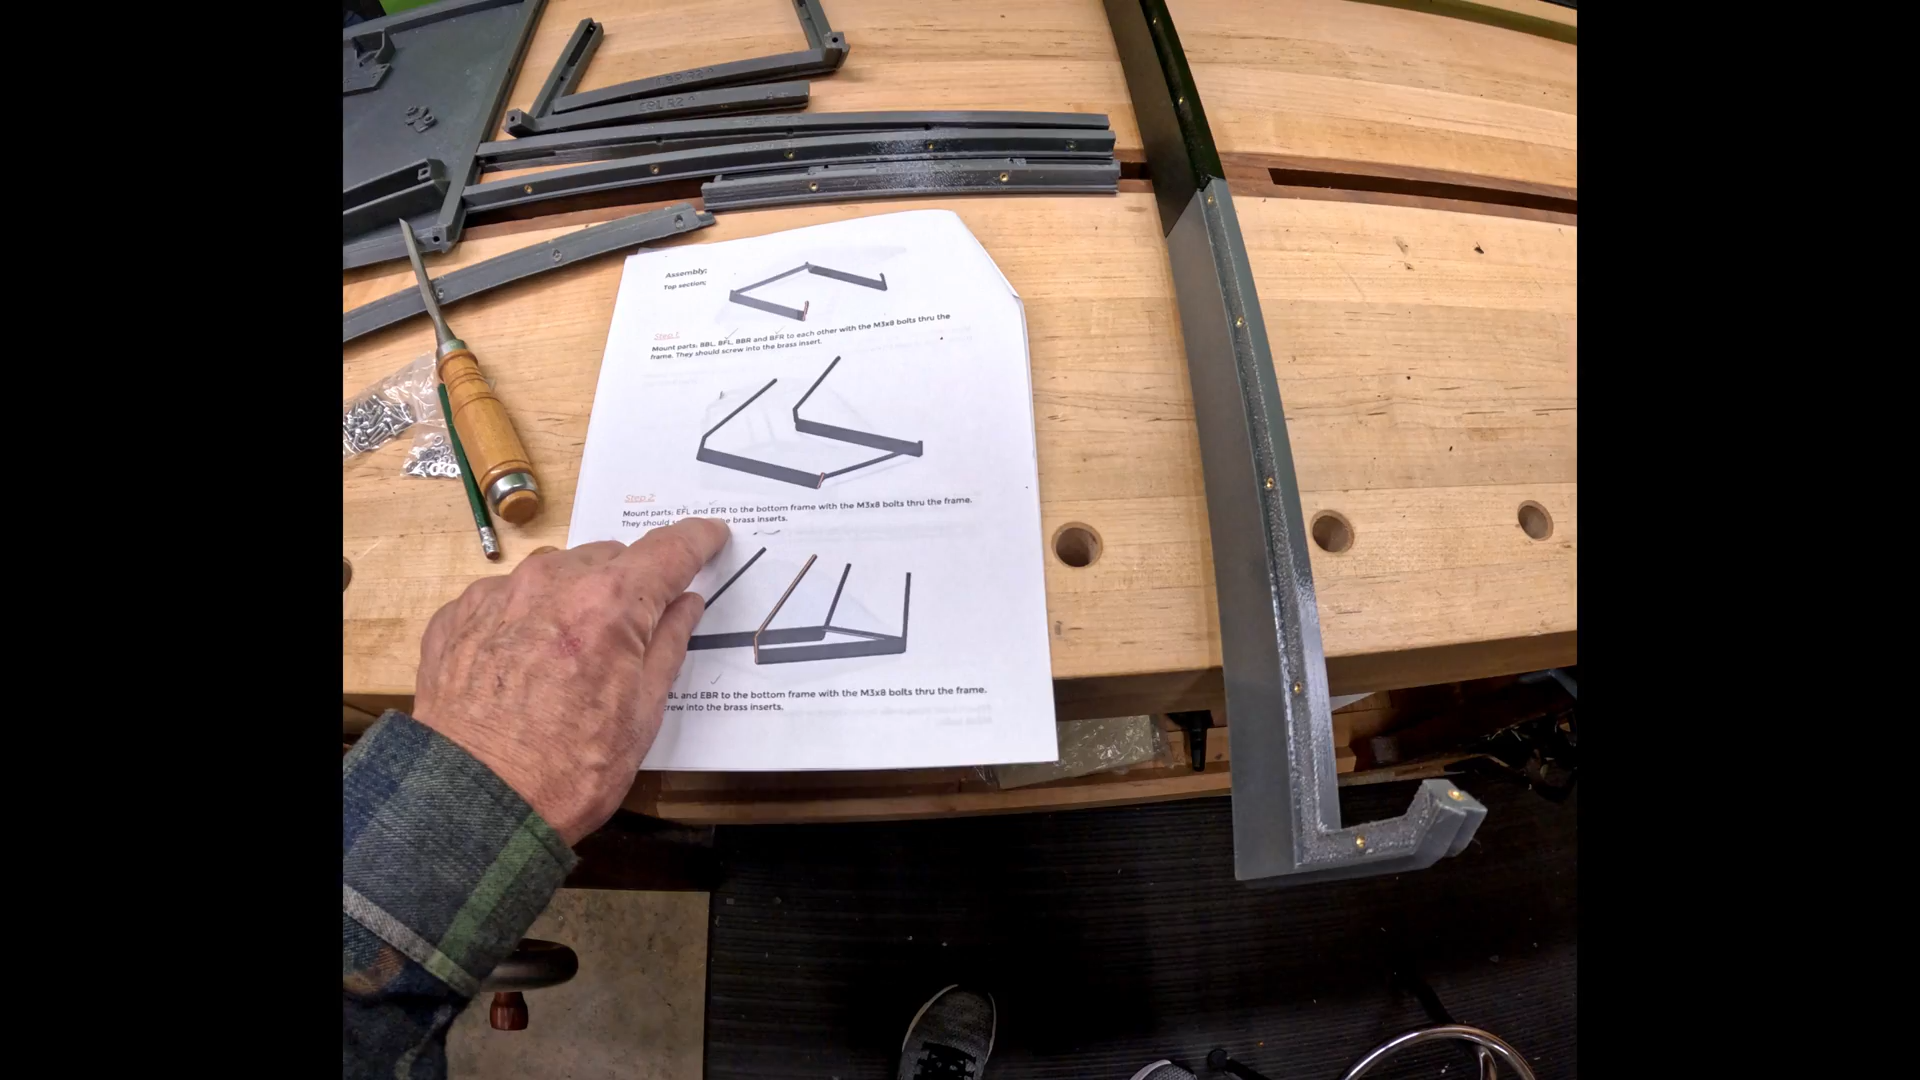 Assembly;
Top section;
Step 1;
Mount parts; BBL, BFL, BBR and BFR to each other with the M3x8 bolts thru the
frame. They should screw into the brass insert.
Step 2;
Mount parts; EFL and EFR to the bottom frame with the M3x8 bolts thru the frame.
They should brass inserts.
BL and EBR to the bottom frame with the M3x8 bolts thru the frame.
crew into the brass inserts.